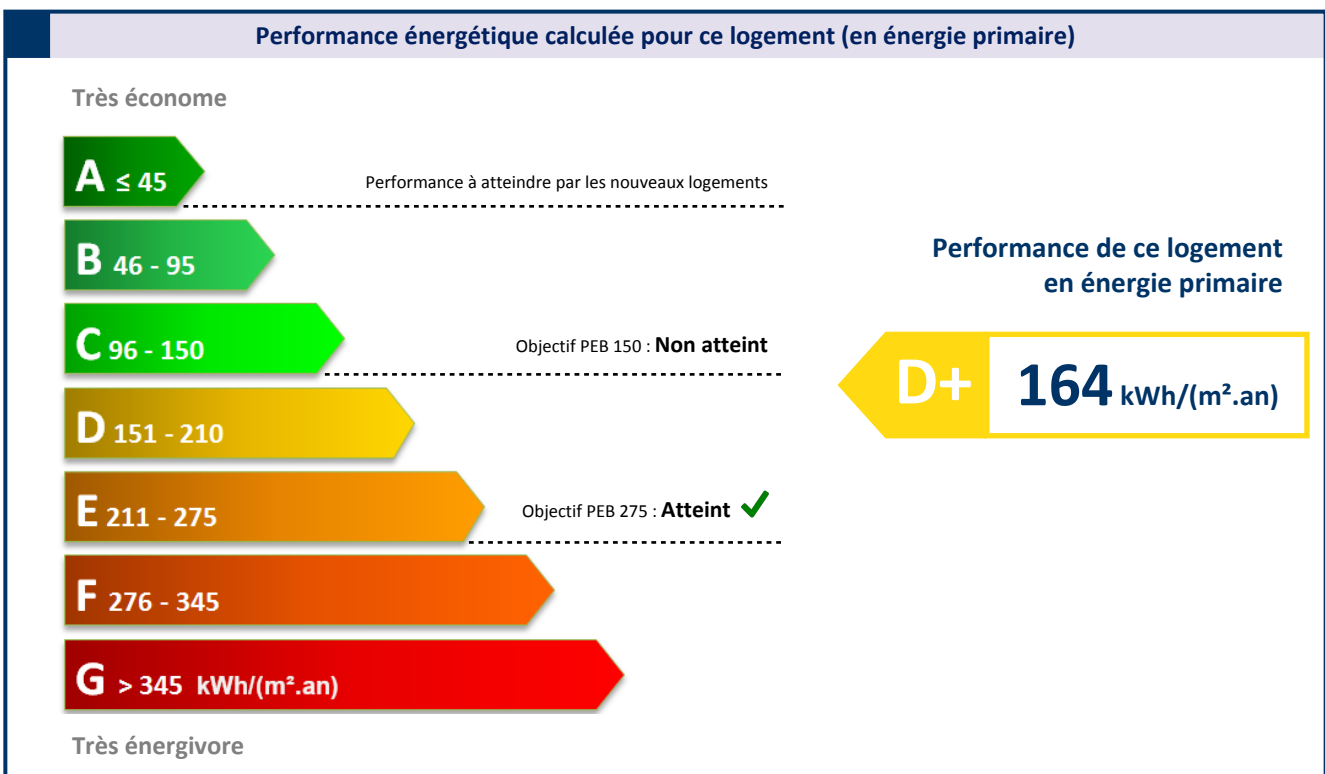 Performance énergétique calculée pour ce logement (en énergie primaire)
Très économe
A ≤ 45
Performance à atteindre par les nouveaux logements
B 46 - 95
C 96 - 150
Objectif PEB 150 : Non atteint
D 151 - 210
E 211 - 275
Objectif PEB 275 : Atteint ✓
F 276 - 345
G > 345 kWh/(m².an)
Très énergivore
Performance de ce logement
en énergie primaire
D+ 164 kWh/(m².an)